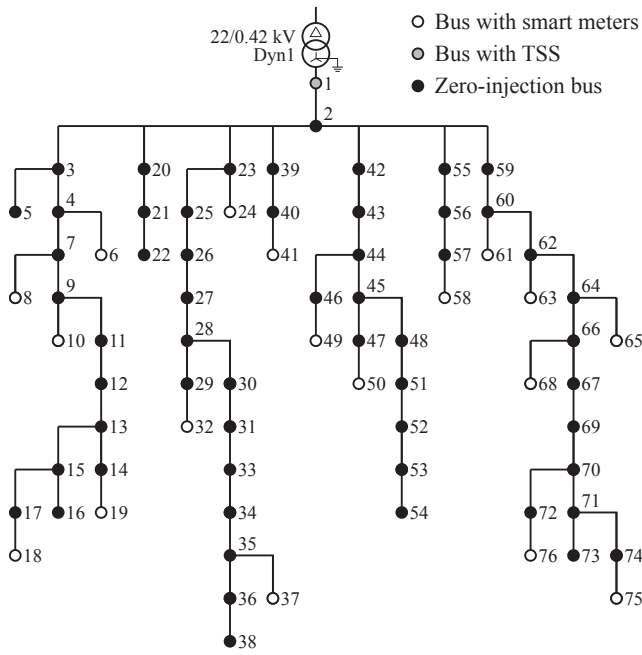 22/0.42 kV
Dyn1
Bus with smart meters
Bus with TSS
Zero-injection bus
1
2
3 20 23 39 42 55 59
5 4 21 25 24 40 43 56 60
7 6 22 26 41 44 57 61 62
8 9 27 46 45 58 63 64
10 11 28 49 47 48 66 65
12 29 30 50 51 68 67
13 32 31 52 69
15 14 33 53 70
17 16 19 34 54 72 71
18 35 76 73 74
36 37 75
38